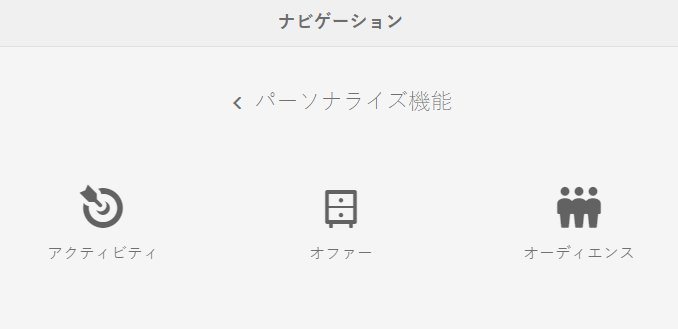 ナビゲーション
パーソナライズ機能
アクティビティ
オファー
オーディエンス